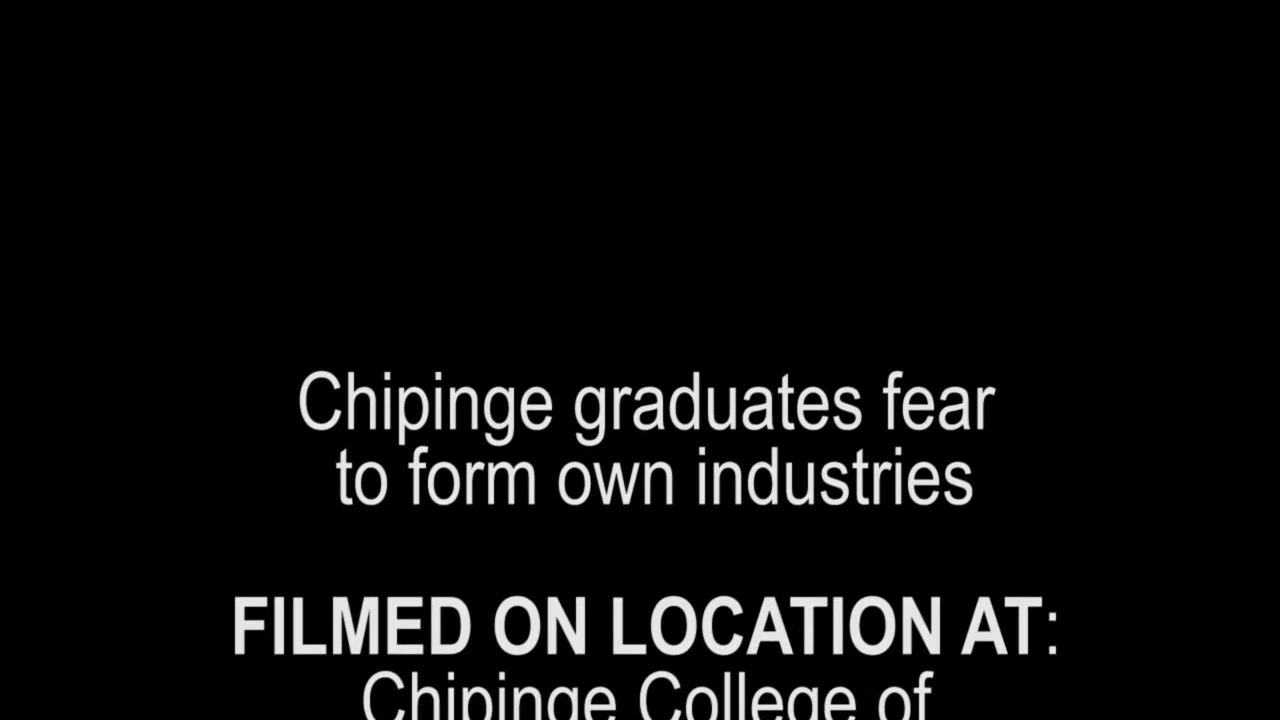 Chipinge graduates fear
to form own industries
FILMED ON LOCATION AT:
Chipinge College of